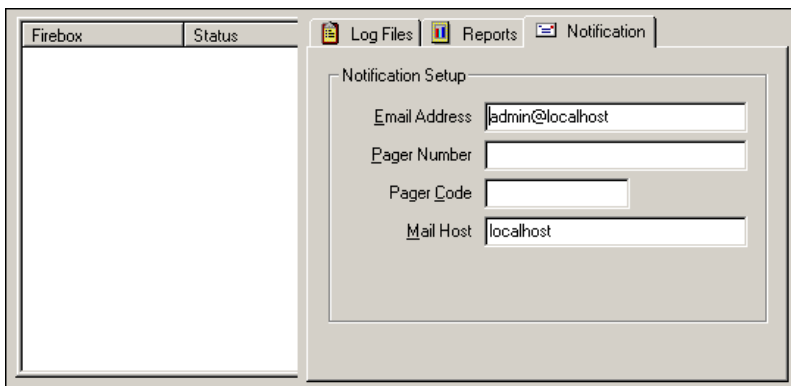 Firebox Status
Log Files Reports Notification
Notification Setup
Email Address admin@localhost
Pager Number
Pager Code
Mail Host localhost